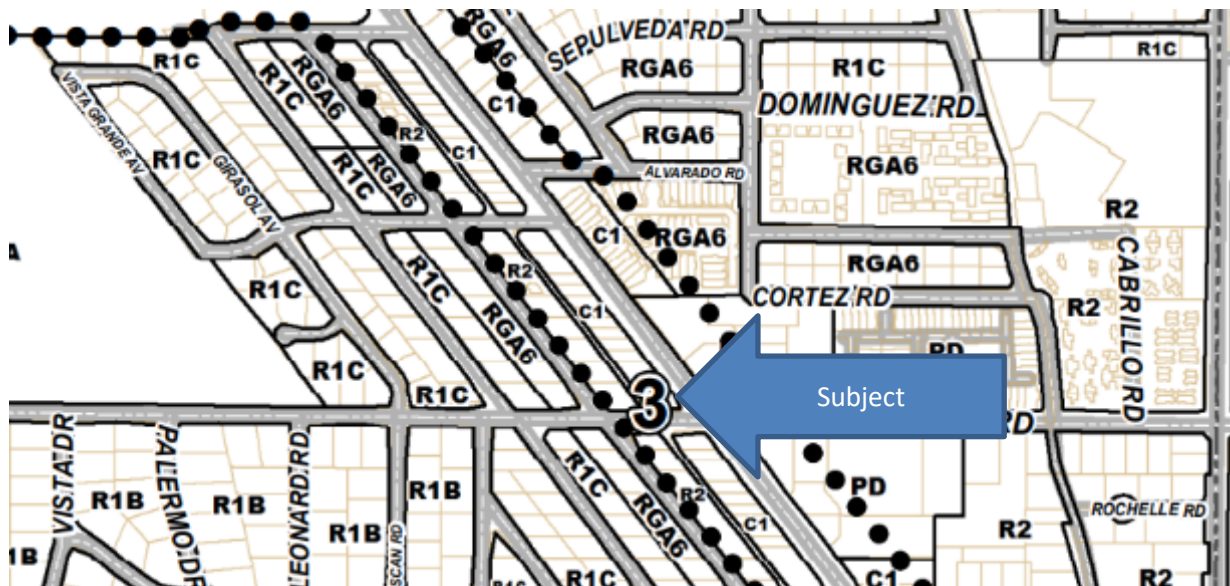 SEPULVEDA RD
R1C
R1C
RGA6
RGA6
R1C
R1C
C1
VISTA GRANDE AV
DOMINGUEZ RD
R2
C1
RGA6
R1C
GIRASOL AV
R1C
RGA6
RGA6
ALVARADO RD
R2
C1
RGA6
CABRILLO RD
R1C
R2
RGA6
R1C
CORTEZ RD
C1
R2
RGA6
PD
R1C
R1C
3
Subject
RD
VISTA DR
PALERMO DR
LEONARD RD
R1B
R1B
R1B
R1B
R1C
RGA6
R2
C1
PD
ROCHELLE RD
R2
1B
SCAN RD
R1C
C1
R2